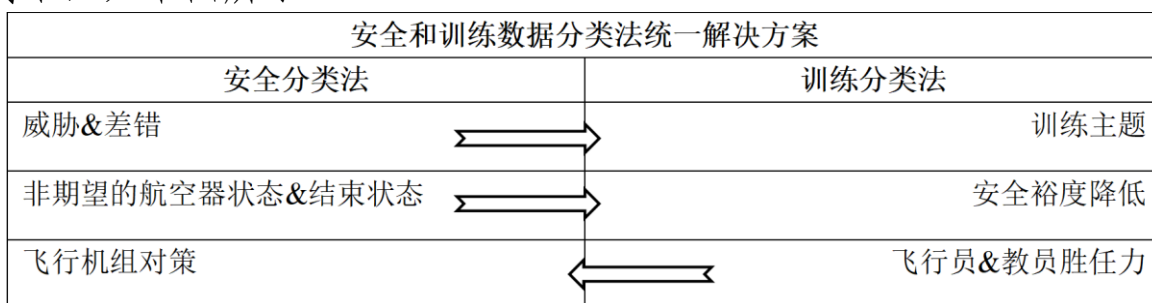 安全和训练数据分类法统一解决方案
安全分类法 训练分类法
威胁&差错 训练主题
非期望的航空器状态&结束状态 安全裕度降低
飞行机组对策 飞行员&教员胜任力